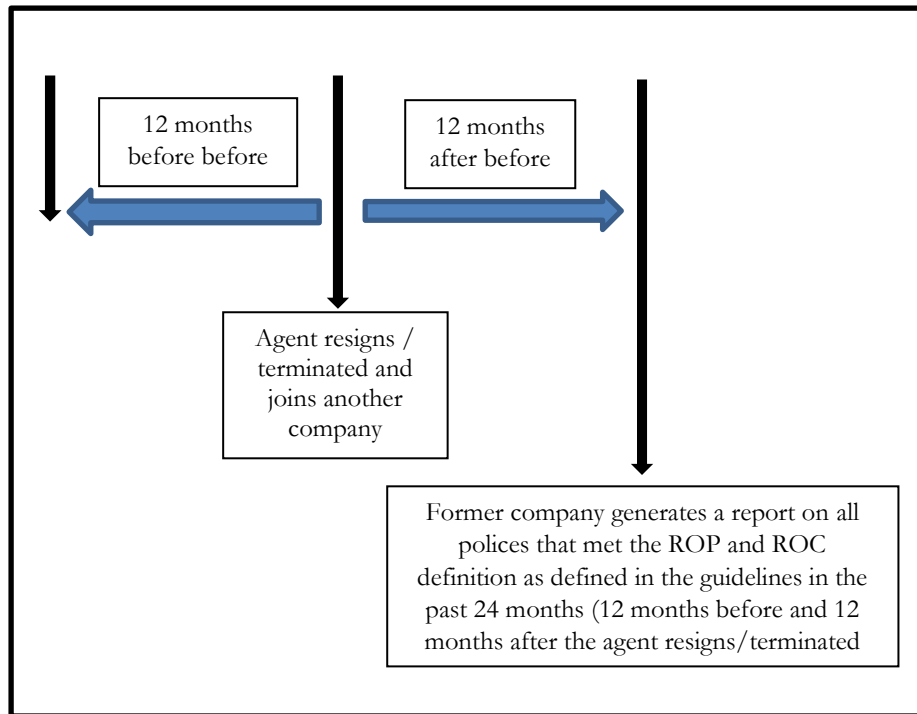 12 months
before before
12 months
after before
Agent resigns /
terminated and
joins another
company
Former company generates a report on all
polices that met the ROP and ROC
definition as defined in the guidelines in the
past 24 months (12 months before and 12
months after the agent resigns/terminated